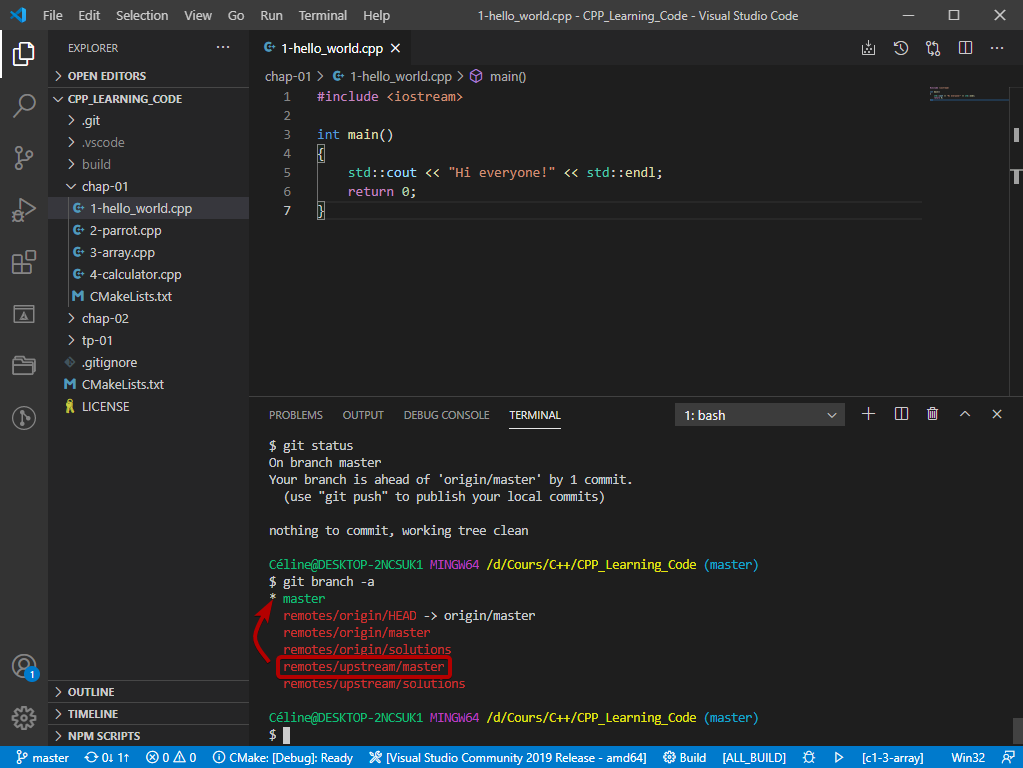 File Edit Selection View Go Run Terminal Help 1-hello_world.cpp - CPP_Learning_Code - Visual Studio Code
EXPLORER ···
OPEN EDITORS
CPP_LEARNING_CODE
.git
.vscode
build
chap-01
1-hello_world.cpp
2-parrot.cpp
3-array.cpp
4-calculator.cpp
CMakeLists.txt
chap-02
tp-01
.gitignore
CMakeLists.txt
LICENSE
OUTLINE
TIMELINE
NPM SCRIPTS
1
1-hello_world.cpp
chap-01 > 1-hello_world.cpp > main()
1 #include <iostream>
2
3 int main()
4 {
5 std::cout << "Hi everyone!" << std::endl;
6 return 0;
7 }
PROBLEMS OUTPUT DEBUG CONSOLE TERMINAL 1: bash
$ git status
On branch master
Your branch is ahead of 'origin/master' by 1 commit.
(use "git push" to publish your local commits)
nothing to commit, working tree clean
Céline@DESKTOP-2NCSUK1 MINGW64 /d/Cours/C++/CPP_Learning_Code (master)
$ git branch -a
* master
remotes/origin/HEAD -> origin/master
remotes/origin/master
remotes/origin/solutions
remotes/upstream/master
remotes/upstream/solutions
Céline@DESKTOP-2NCSUK1 MINGW64 /d/Cours/C++/CPP_Learning_Code (master)
$
master 0↓ 1↑ 0 0 CMake: [Debug]: Ready [Visual Studio Community 2019 Release - amd64] Build [ALL_BUILD] [c1-3-array] Win32